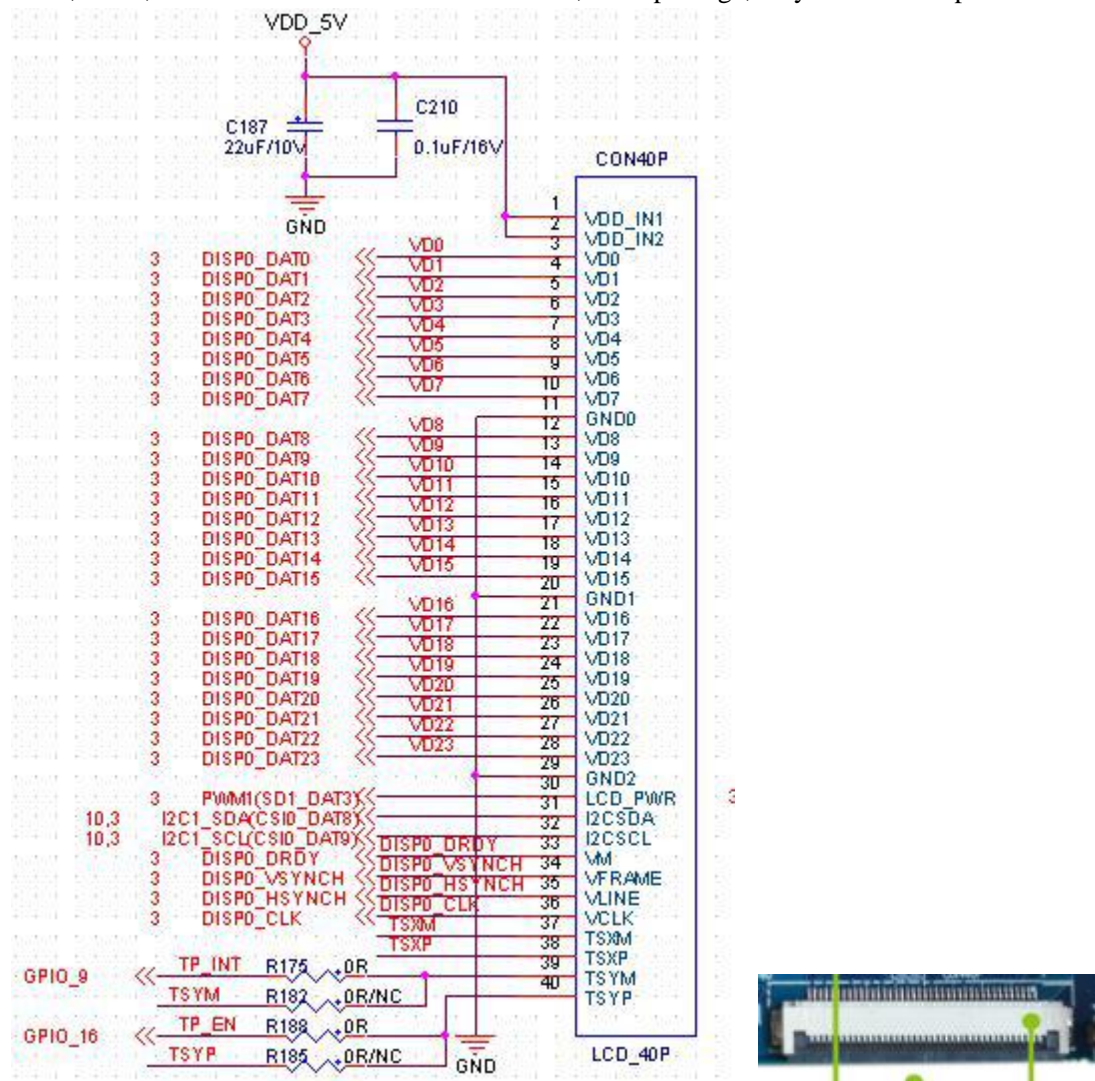 VDD_5V
C210
C187
22uF/10V
0.1uF/16V
CON40P
GND
1
2 VDD_IN1
3 VDD_IN2
3 DISP0_DAT0 VD0 4 VD0
3 DISP0_DAT1 VD1 5 VD1
3 DISP0_DAT2 VD2 6 VD2
3 DISP0_DAT3 VD3 7 VD3
3 DISP0_DAT4 VD4 8 VD4
3 DISP0_DAT5 VD5 9 VD5
3 DISP0_DAT6 VD6 10 VD6
3 DISP0_DAT7 VD7 11 VD7
12 GND0
3 DISP0_DAT8 VD8 13 VD8
3 DISP0_DAT9 VD9 14 VD9
3 DISP0_DAT10 VD10 15 VD10
3 DISP0_DAT11 VD11 16 VD11
3 DISP0_DAT12 VD12 17 VD12
3 DISP0_DAT13 VD13 18 VD13
3 DISP0_DAT14 VD14 19 VD14
3 DISP0_DAT15 VD15 20 VD15
21 GND1
3 DISP0_DAT16 VD16 22 VD16
3 DISP0_DAT17 VD17 23 VD17
3 DISP0_DAT18 VD18 24 VD18
3 DISP0_DAT19 VD19 25 VD19
3 DISP0_DAT20 VD20 26 VD20
3 DISP0_DAT21 VD21 27 VD21
3 DISP0_DAT22 VD22 28 VD22
3 DISP0_DAT23 VD23 29 VD23
30 GND2
3 PWM1(SD1_DAT3) 31 LCD_PWR
10,3 I2C1_SDA(CSI0_DAT8) 32 I2CSDA
10,3 I2C1_SCL(CSI0_DAT9) 33 I2CSCL
3 DISP0_DRDY DISP0_DRDY 34 VM
3 DISP0_VSYNCH DISP0_VSYNCH 35 VFRAME
3 DISP0_HSYNCH DISP0_HSYNCH 36 VLINE
3 DISP0_CLK DISP0_CLK 37 VCLK
TSXM 38 TSXM
TSXP 39 TSXP
GPIO_9 TP_INT R175 0R 40 TSYM
TSYM R182 0R/NC TSYP
GPIO_16 TP_EN R188 0R
TSYP R185 0R/NC GND
LCD_40P